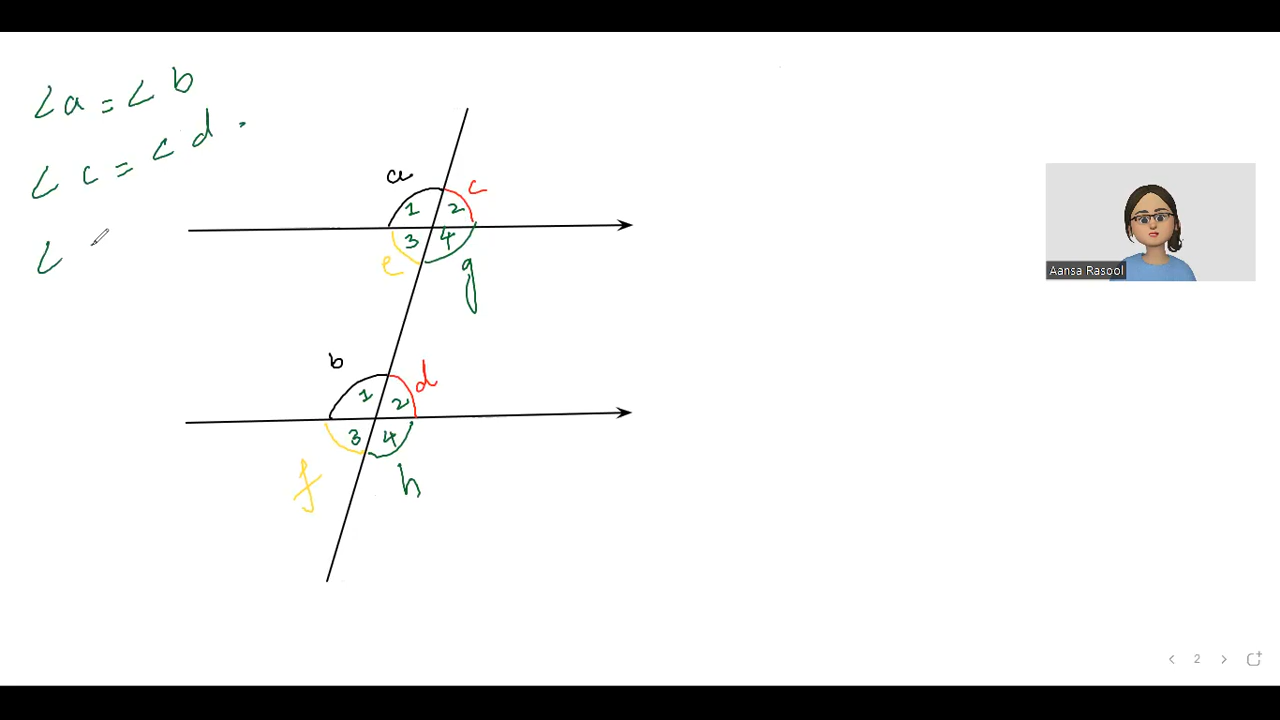 ∠a = ∠b
∠c = ∠d .
∠
a
c
1 2
3 4
e
g
b
d
1 2
3 4
f
h
Aansa Rasool
< 2 >